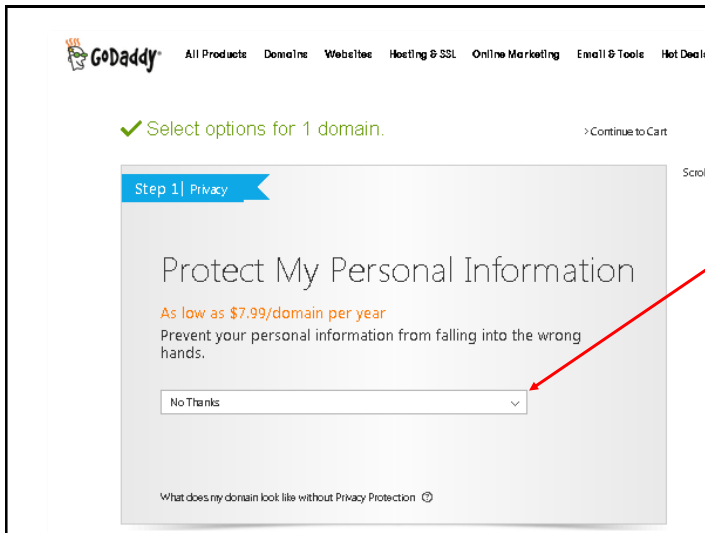 GoDaddy All Products Domains Websites Hosting & SSL Online Marketing Email & Tools Hot Deals
Select options for 1 domain. > Continue to Cart
Step 1| Privacy
Protect My Personal Information
As low as $7.99/domain per year
Prevent your personal information from falling into the wrong
hands.
No Thanks
What does my domain look like without Privacy Protection ?